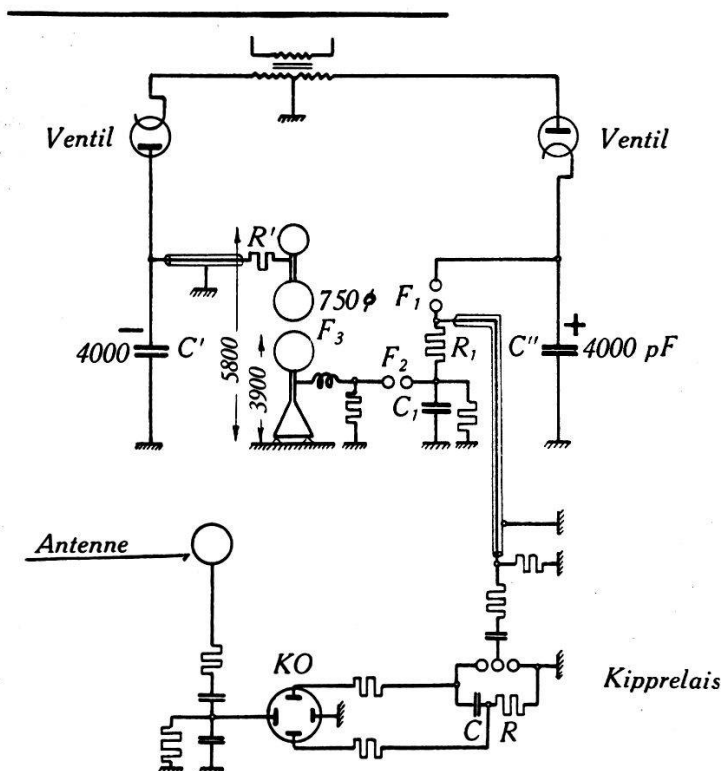 Ventil
Ventil
R'
750 ϕ
F₁
F₃
5800
3900
− 
4000 C'
F₂
R₁
C₁
C" 4000 pF
+
Antenne
KO
Kipprelais
C R